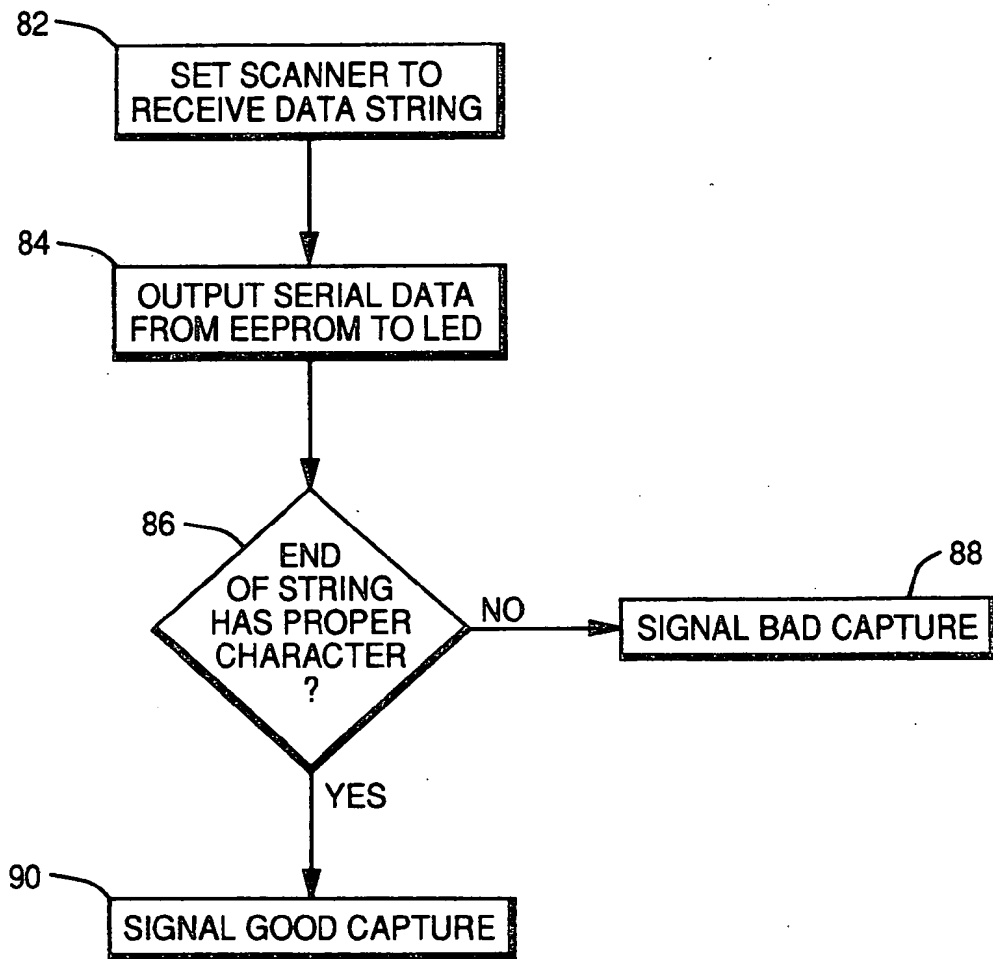 82
SET SCANNER TO
RECEIVE DATA STRING
84
OUTPUT SERIAL DATA
FROM EEPROM TO LED
86
END
OF STRING
HAS PROPER
CHARACTER
?
NO
88
SIGNAL BAD CAPTURE
YES
90
SIGNAL GOOD CAPTURE